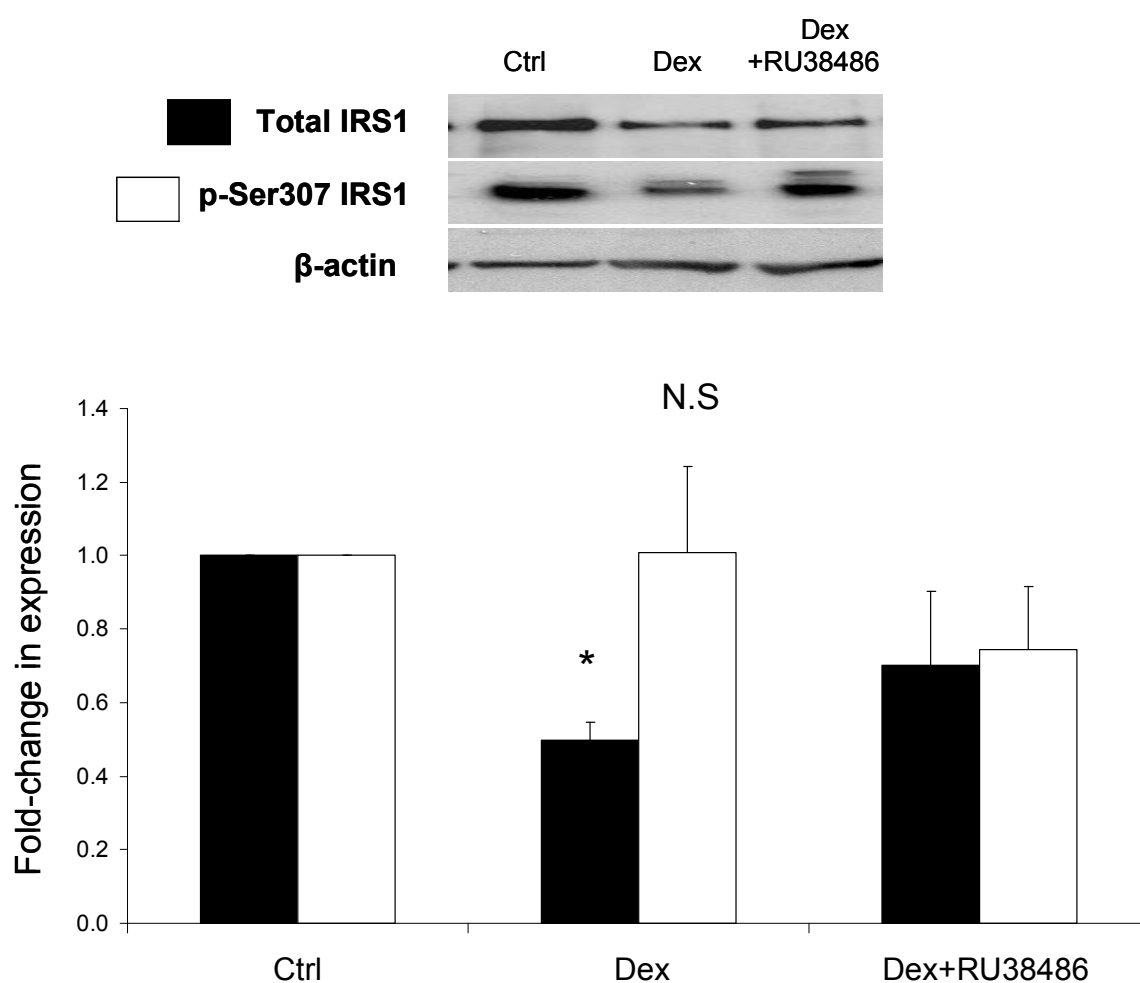 Ctrl
Dex
Dex
+RU38486
Total IRS1
p-Ser307 IRS1
β-actin
N.S
1.4
1.2
1.0
0.8
0.6
0.4
0.2
0.0
*
Fold-change in expression
Ctrl
Dex
Dex+RU38486